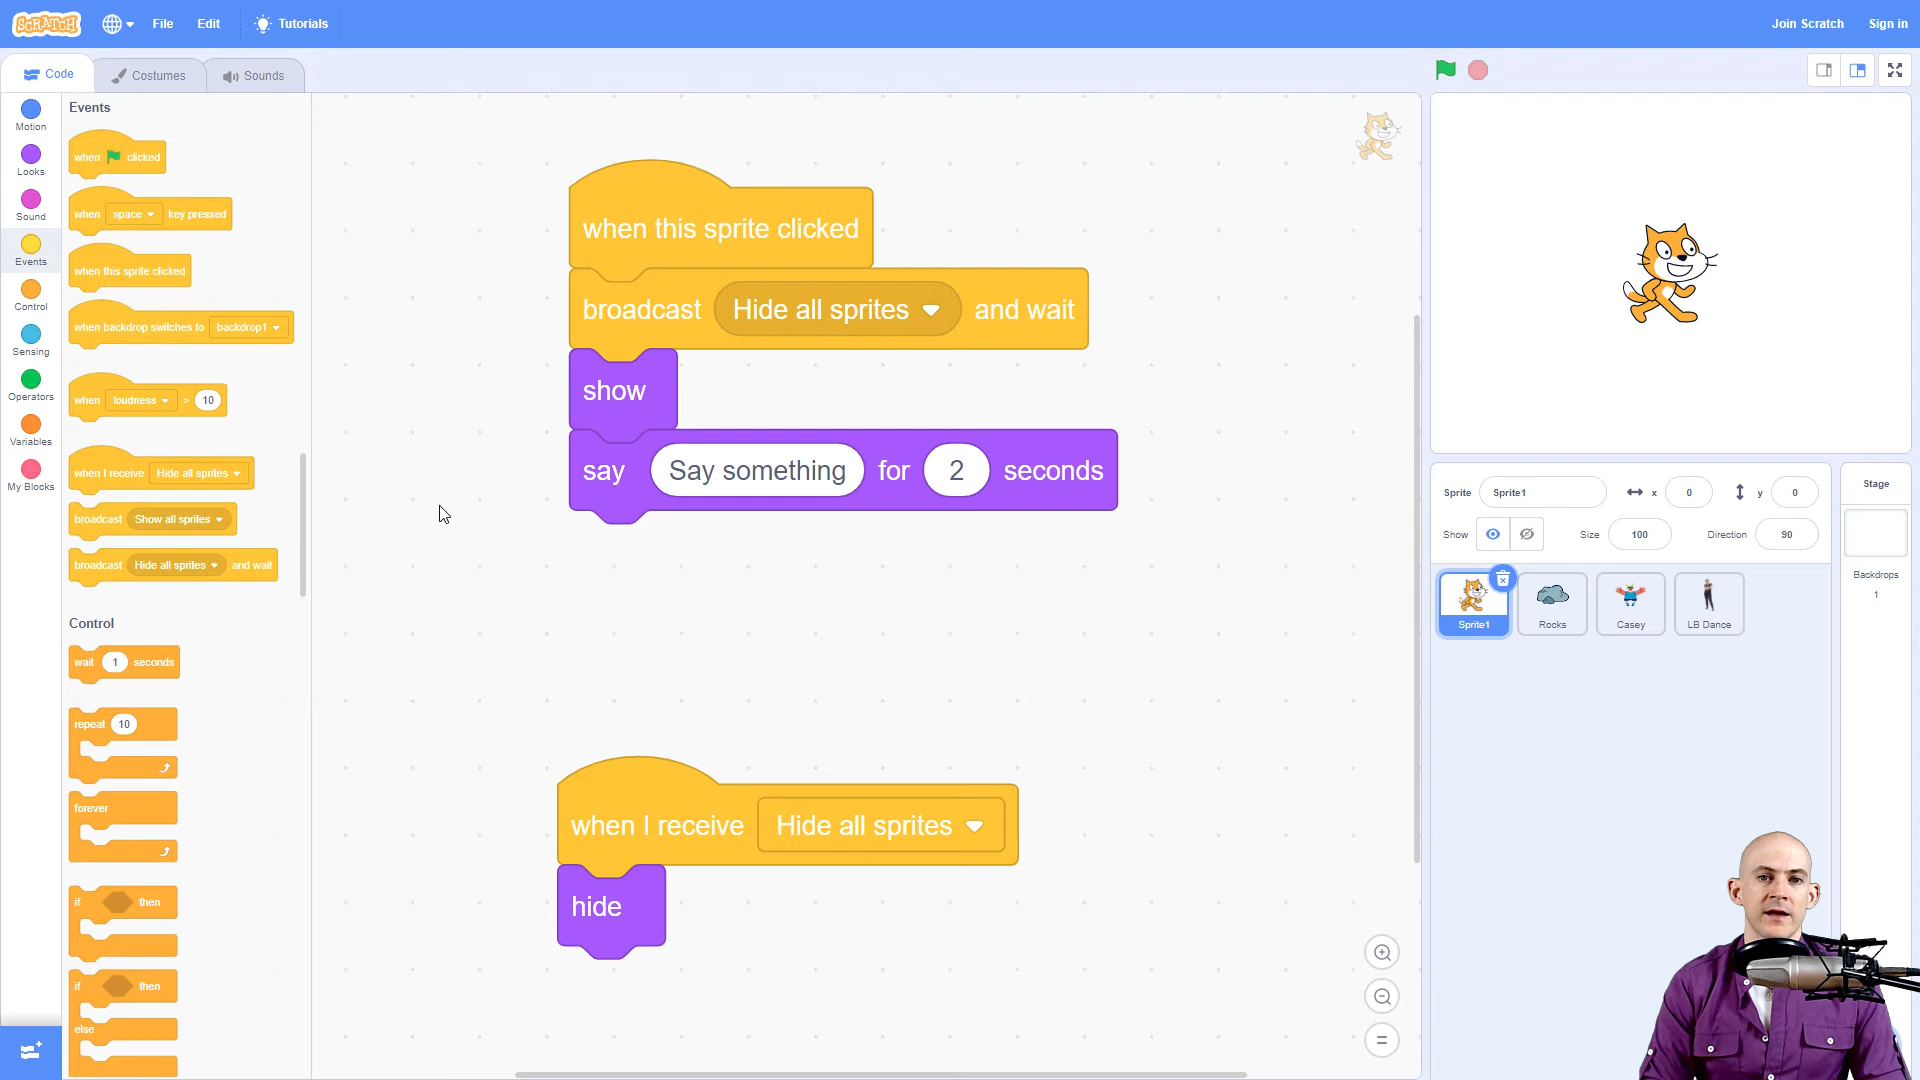 SCRATCH File Edit Tutorials Join Scratch Sign in
Code Costumes Sounds
Motion
Looks
Sound
Events
Control
Sensing
Operators
Variables
My Blocks
Events
when clicked
when space key pressed
when this sprite clicked
when backdrop switches to backdrop1
when loudness > 10
when I receive Hide all sprites
broadcast Show all sprites
broadcast Hide all sprites and wait
Control
wait 1 seconds
repeat 10
forever
if then
if then
else
when this sprite clicked
broadcast Hide all sprites and wait
show
say Say something for 2 seconds
when I receive Hide all sprites
hide
Sprite Sprite1 x 0 y 0
Show Size 100 Direction 90
Sprite1 Rocks Casey LB Dance
Stage
Backdrops
1